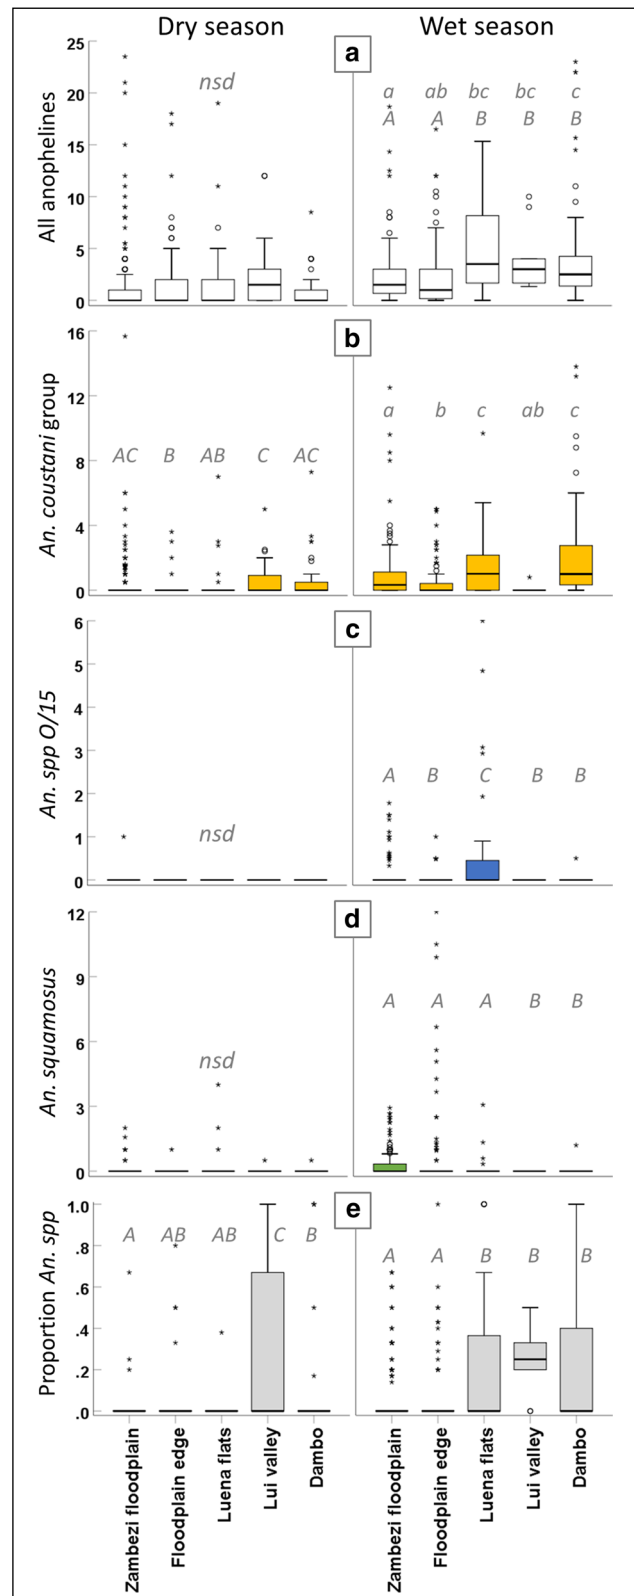 Dry season Wet season
a
All anophelines
25
20
15
10
5
0
nsd
a ab bc bc c
A A B B B
b
An. coustani group
16
12
8
4
0
AC B AB C AC
a b c ab c
c
An. spp O/15
6
5
4
3
2
1
0
nsd
A B C B B
d
An. squamosus
12
9
6
3
0
nsd
A A A B B
e
Proportion An. spp
1.0
.8
.6
.4
.2
.0
A AB AB C B
A A B B B
Zambezi floodplain
Floodplain edge
Luena flats
Lui valley
Dambo
Zambezi floodplain
Floodplain edge
Luena flats
Lui valley
Dambo